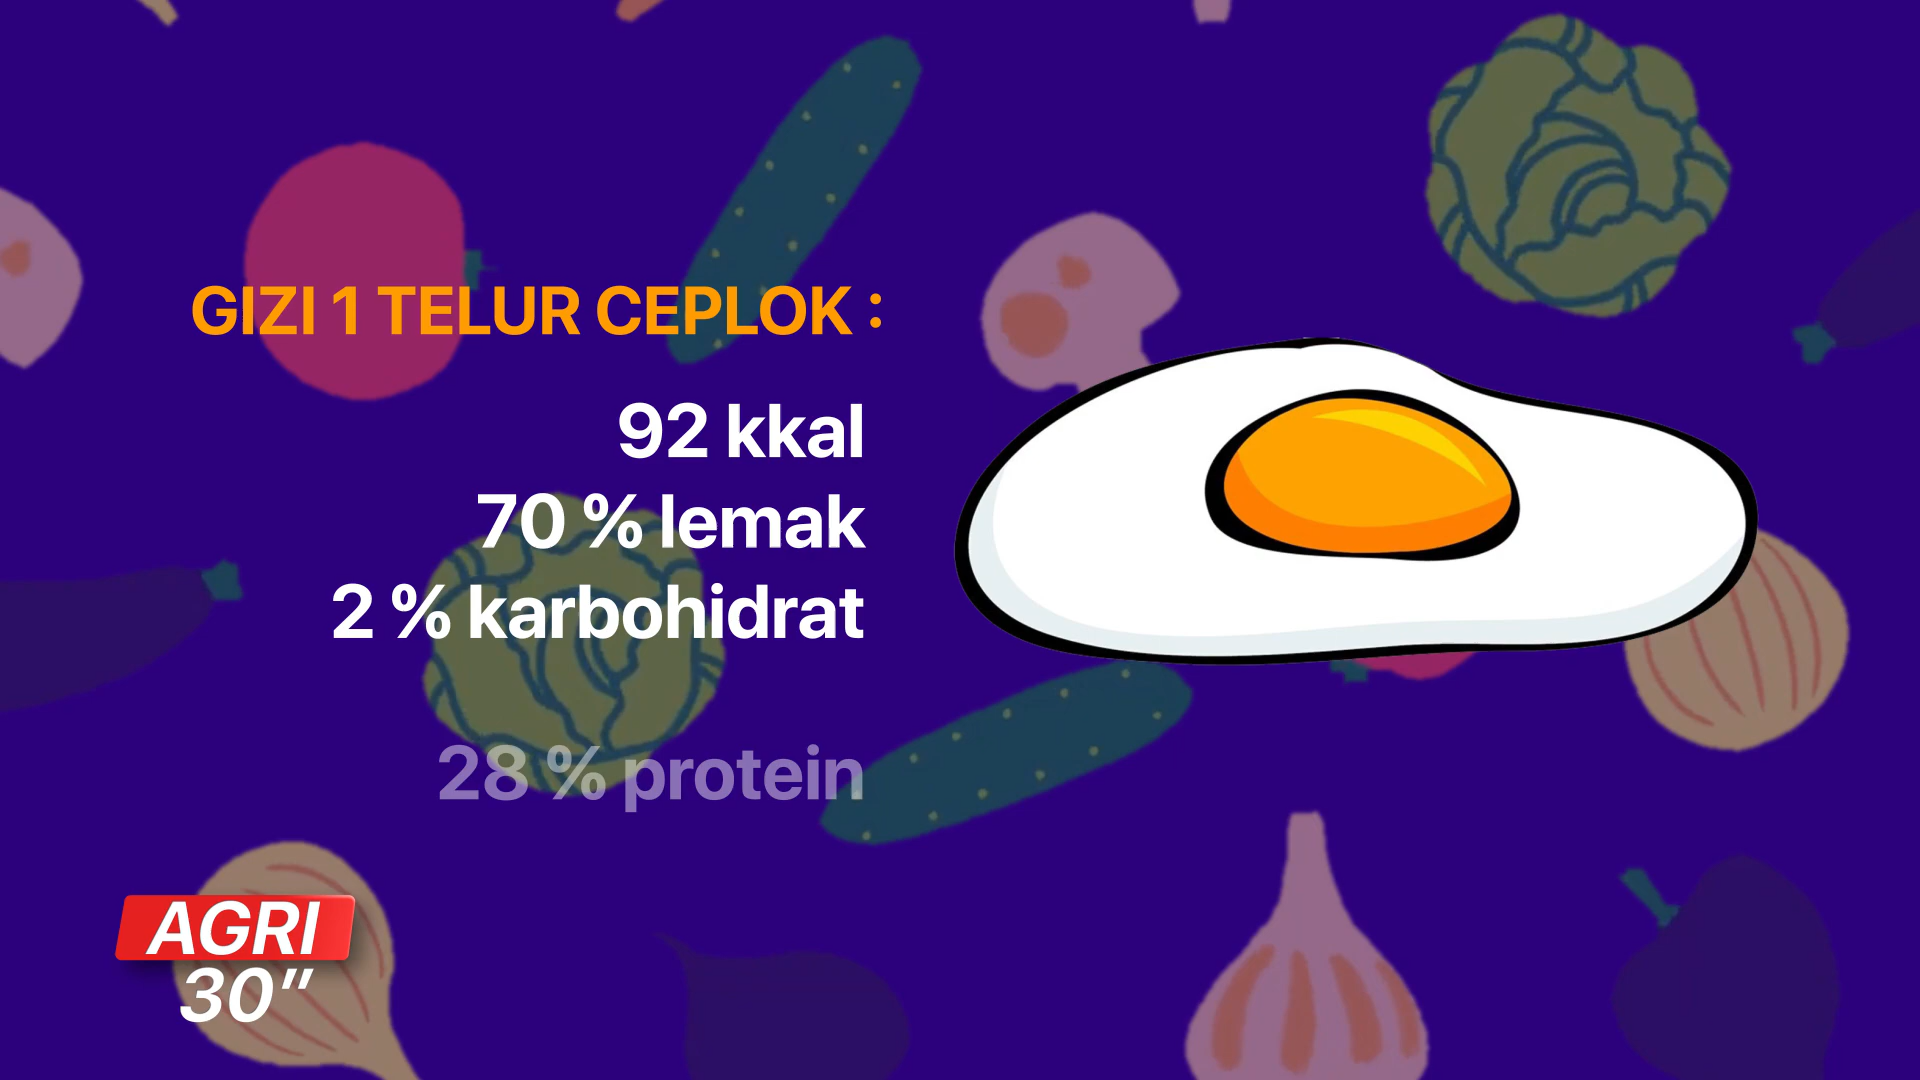 GIZI 1 TELUR CEPLOK :
92 kkal
70 % lemak
2 % karbohidrat
28 % protein
AGRI
30”